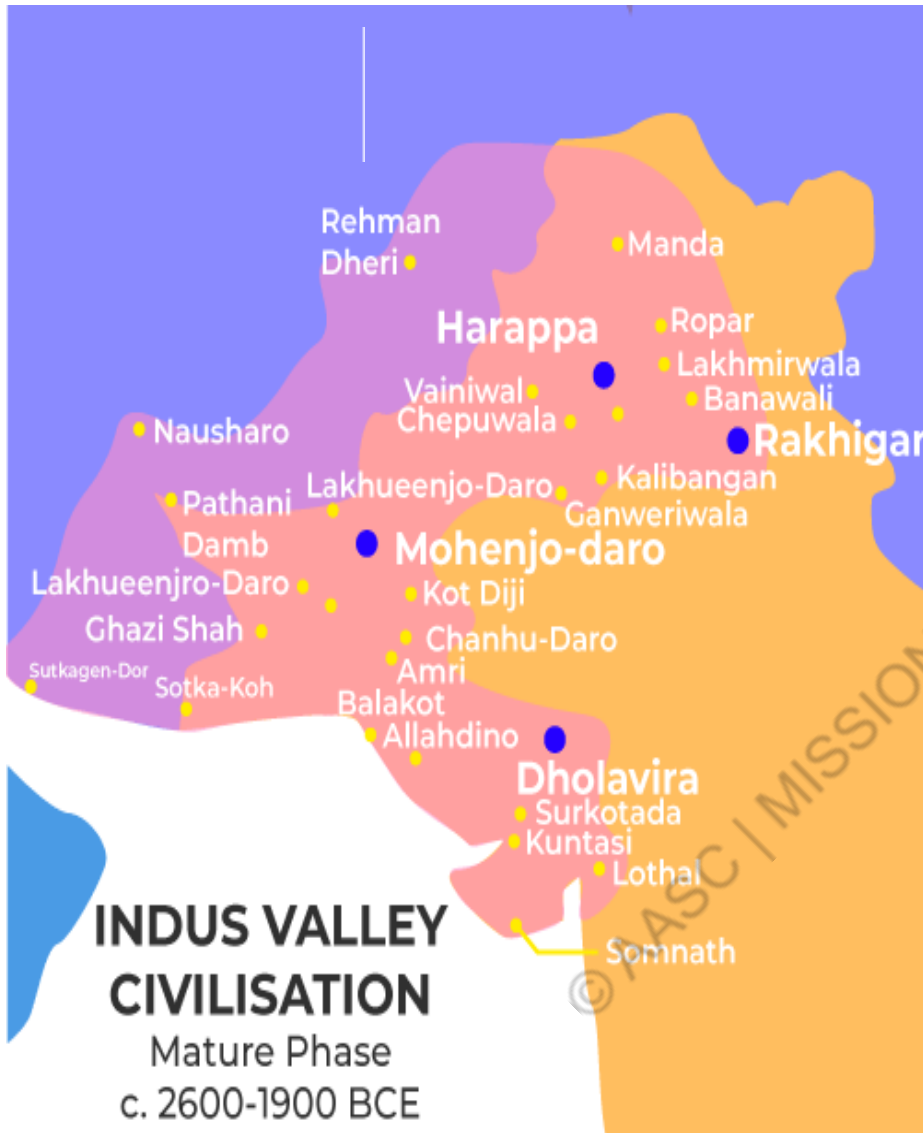 Rehman
Dheri
Manda
Harappa
Ropar
Lakhmirwala
Vainiwal
Banawali
Chepuwala
Nausharo
Rakhigar
Kalibangan
Lakhueenjo-Daro
Pathani
Damb
Ganweriwala
Mohenjo-daro
Lakhueenjro-Daro
Kot Diji
Ghazi Shah
Chanhu-Daro
Amri
Sutkagen-Dor
Sotka-Koh
Balakot
Allahdino
Dholavira
Surkotada
Kuntasi
Lothal
Somnath
© AASC | MISSION
INDUS VALLEY
CIVILISATION
Mature Phase
c. 2600-1900 BCE